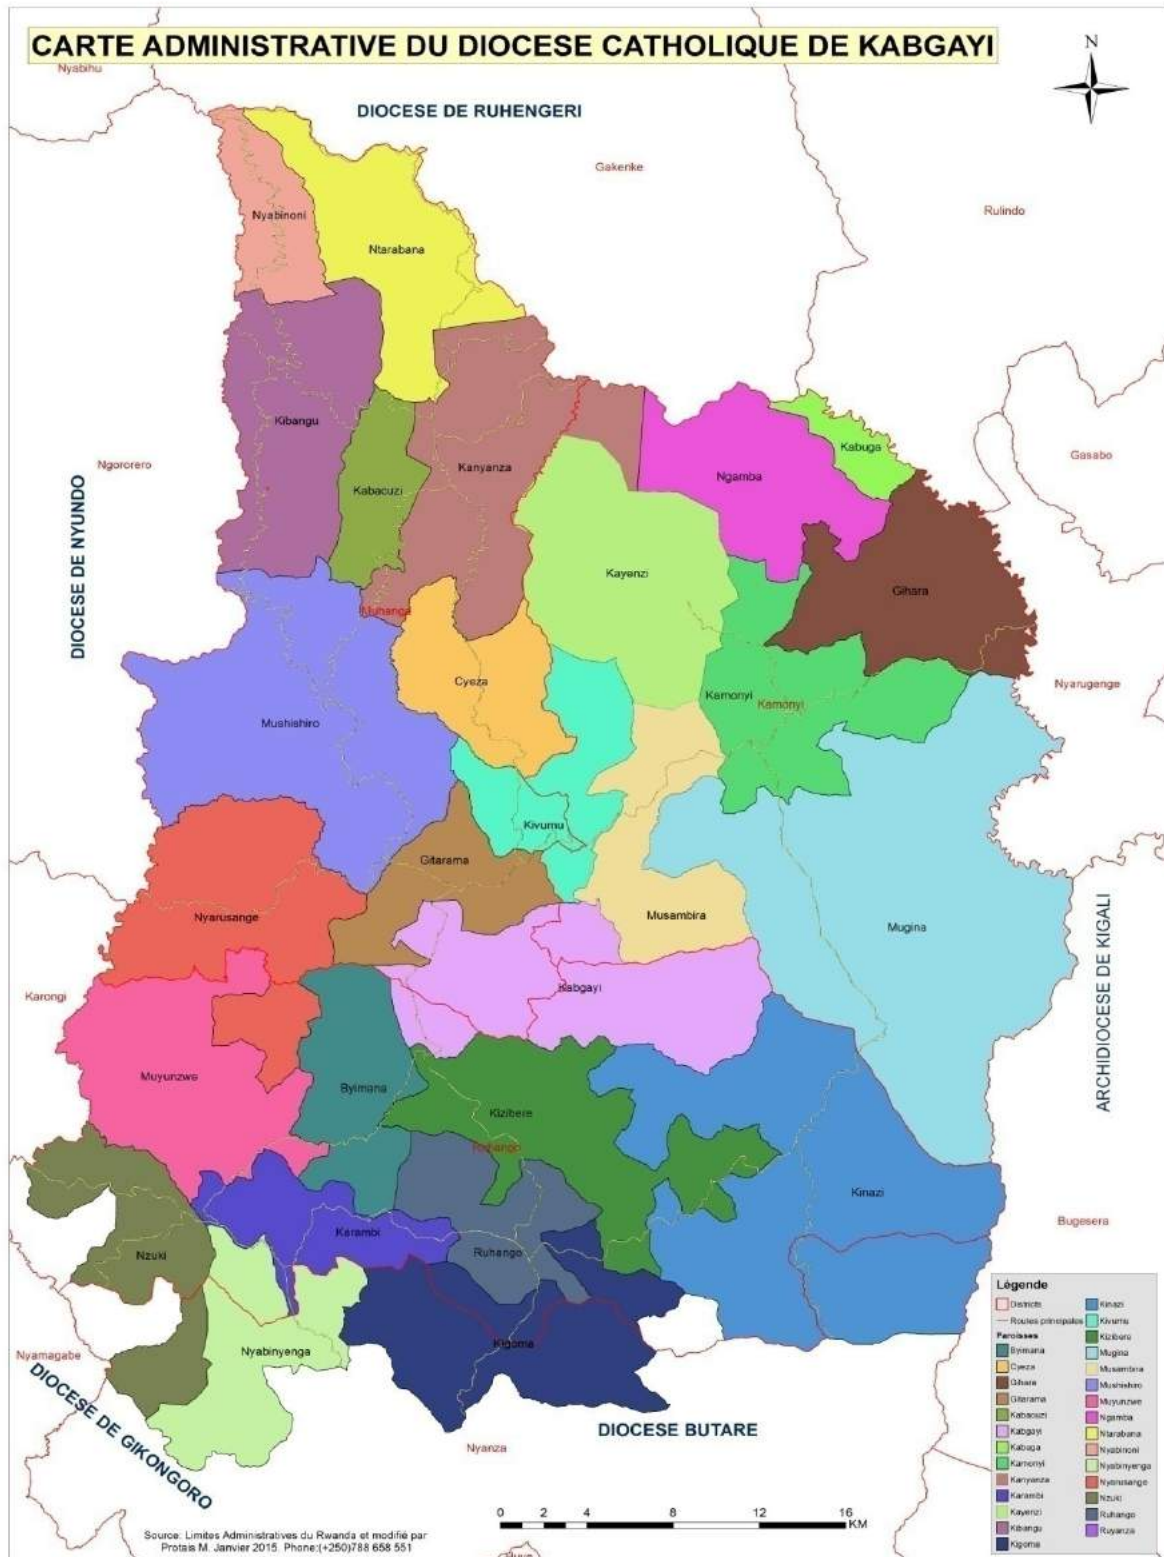 CARTE ADMINISTRATIVE DU DIOCESE CATHOLIQUE DE KABGAYI
N
Nyabihu
DIOCESE DE RUHENGERI
Gakenke
Rulindo
Nyabinoni
Ntarabana
Kibangu
Kabuga
Gasabo
Ngororero
Kanyanza
Ngamba
Kabacuzi
DIOCESE DE NYUNDO
Kayenzi
Gihara
Muhanga
Cyeza
Nyarugenge
Kamonyi
Kamonyi
Mushishiro
Kivumu
Gitarama
Nyarusange
Musambira
Mugina
ARCHIDIOCESE DE KIGALI
Karongi
Kabgayi
Muyunzwe
Byimana
Kizibere
Ruhango
Kinazi
Bugesera
Karambi
Nzuki
Ruhango
Nyabinyenga
Kigoma
Nyamagabe
DIOCESE DE GIKONGORO
DIOCESE BUTARE
Nyanza
Légende
Districts
Routes principales
Paroisses
Byimana
Cyeza
Gihara
Gitarama
Kabacuzi
Kabgayi
Kabuga
Kamonyi
Kanyanza
Karambi
Kayenzi
Kibangu
Kigoma
Kinazi
Kivumu
Kizibere
Mugina
Musambira
Mushishiro
Muyunzwe
Ngamba
Ntarabana
Nyabinoni
Nyabinyenga
Nyarusange
Nzuki
Ruhango
Ruyanza
0 2 4 8 12 16
KM
Source: Limites Administratives du Rwanda et modifié par
Protais M. Janvier 2015. Phone:(+250)788 658 551